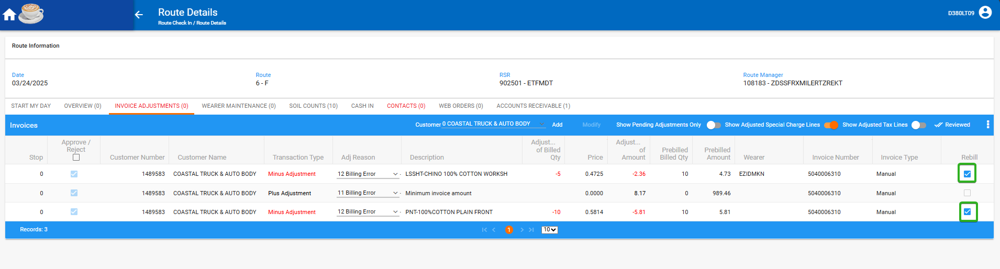 Route Details
Route Check In / Route Details
D380LT09
Route Information
Date
03/24/2025
Route
6 - F
RSR
902501 - ETFMDT
Route Manager
108183 - ZDSSFRXMILERTZREKT
START MY DAY OVERVIEW (0) INVOICE ADJUSTMENTS (0) WEARER MAINTENANCE (0) SOIL COUNTS (10) CASH IN CONTACTS (0) WEB ORDERS (0) ACCOUNTS RECEIVABLE (1)
Invoices Customer 0 COASTAL TRUCK & AUTO BODY Add Modify Show Pending Adjustments Only Show Adjusted Special Charge Lines Show Adjusted Tax Lines Reviewed
Stop Approve / Reject Customer Number Customer Name Transaction Type Adj Reason Description Adjust... of Billed Qty Price Adjust... of Amount Prebilled Billed Qty Prebilled Amount Wearer Invoice Number Invoice Type Rebill
0 1489583 COASTAL TRUCK & AUTO BODY Minus Adjustment 12 Billing Error LSSHT-CHINO 100% COTTON WORKSH -5 0.4725 -2.36 10 4.73 EZIDMKN 5040006310 Manual
0 1489583 COASTAL TRUCK & AUTO BODY Plus Adjustment 11 Billing Error Minimum invoice amount 0.0000 8.17 0 989.46 5040006310 Manual
0 1489583 COASTAL TRUCK & AUTO BODY Minus Adjustment 12 Billing Error PNT-100%COTTON PLAIN FRONT -10 0.5814 -5.81 10 5.81 5040006310 Manual
Records: 3 1 10